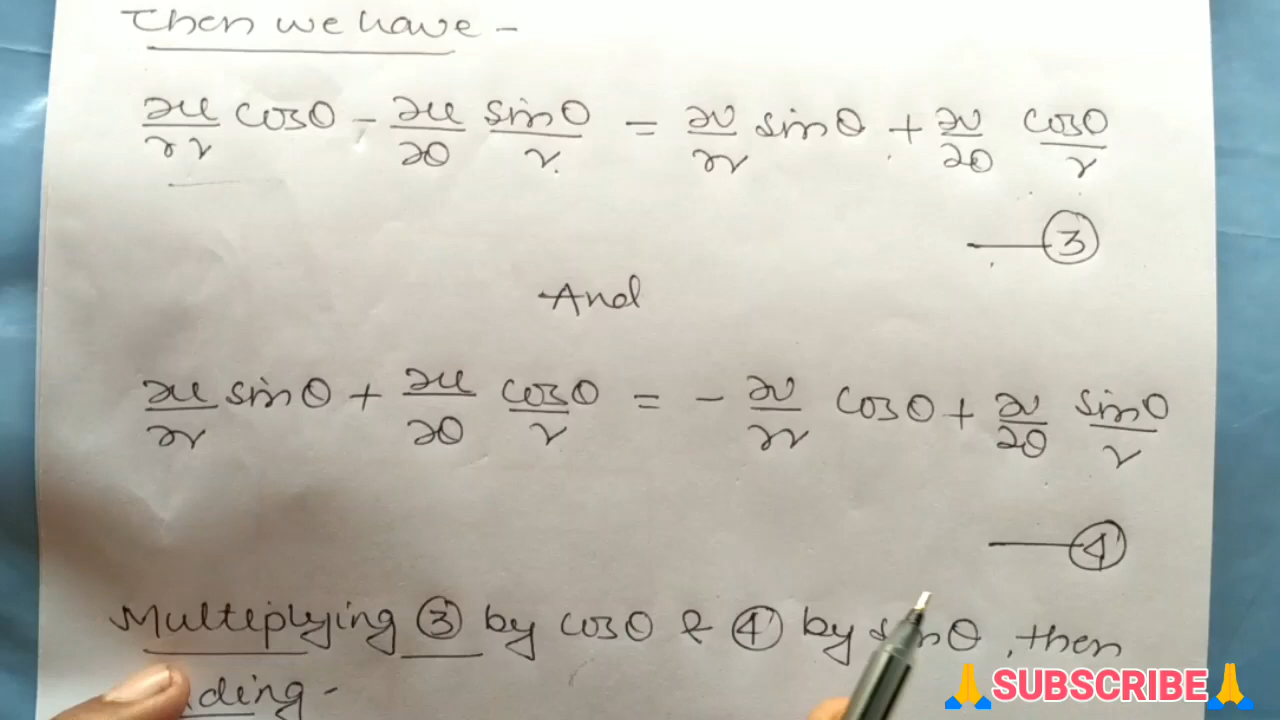 Then we have -
∂u/∂r cosθ - ∂u/∂θ sinθ/r = ∂v/∂r sinθ + ∂v/∂θ cosθ/r
— ③
And
∂u/∂r sinθ + ∂u/∂θ cosθ/r = - ∂v/∂r cosθ + ∂v/∂θ sinθ/r
— ④
Multiplying ③ by cosθ & ④ by sinθ, then
🙏SUBSCRIBE🙏